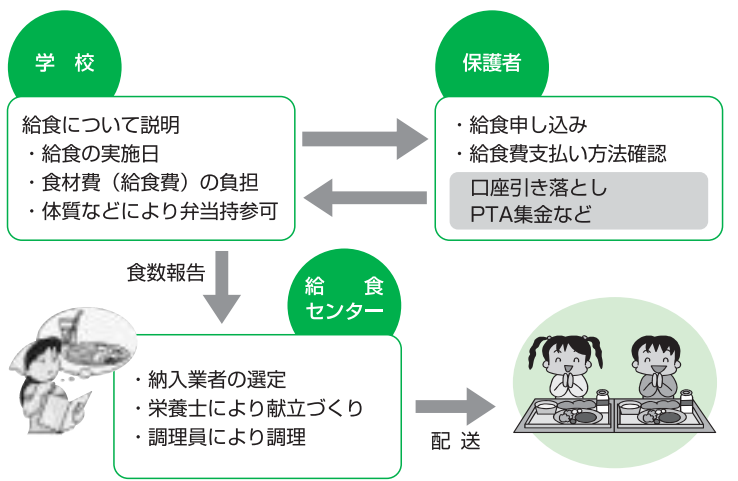 学　校
給食について説明
・給食の実施日
・食材費（給食費）の負担
・体質などにより弁当持参可
保護者
・給食申し込み
・給食費支払い方法確認
口座引き落とし
PTA集金など
食数報告
給　食
センター
・納入業者の選定
・栄養士により献立づくり
・調理員により調理
配 送